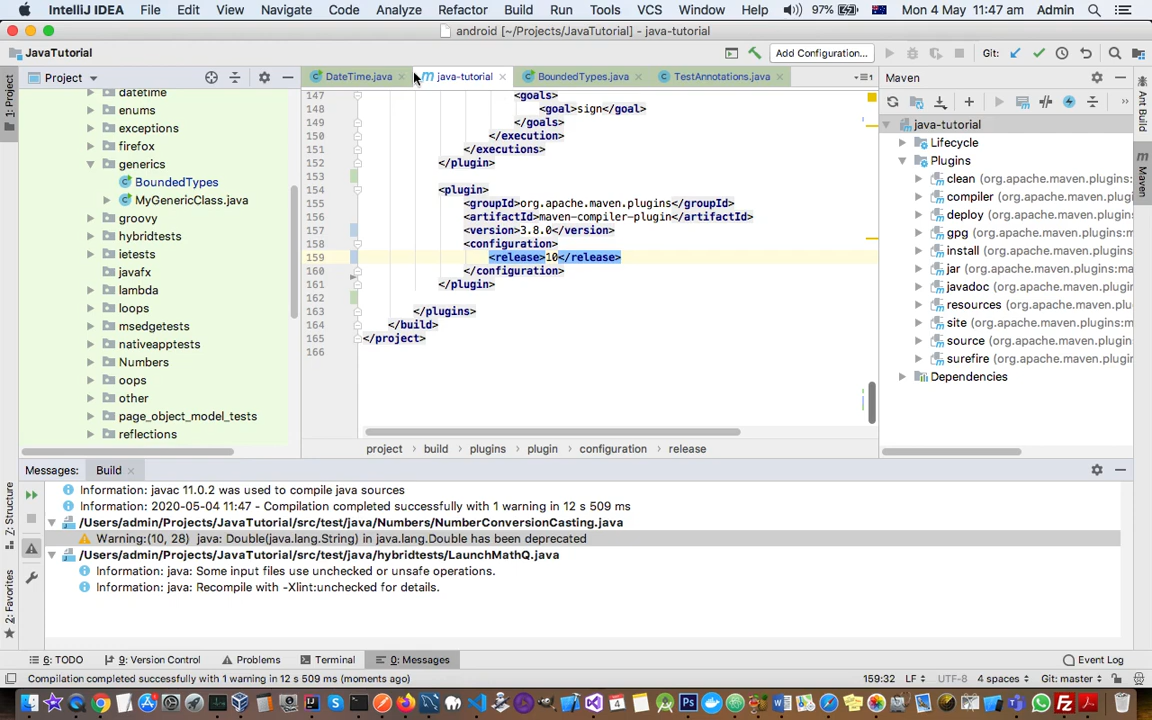 IntelliJ IDEA File Edit View Navigate Code Analyze Refactor Build Run Tools VCS Window Help 97% Mon 4 May 11:47 am Admin
android [~/Projects/JavaTutorial] - java-tutorial
JavaTutorial Add Configuration... Git:
1: Project
Project
DateTime.java java-tutorial BoundedTypes.java TestAnnotations.java
Maven
datetime
enums
exceptions
firefox
generics
BoundedTypes
MyGenericClass.java
groovy
hybridtests
ietests
javafx
lambda
loops
msedgetests
nativeapptests
Numbers
oops
other
page_object_model_tests
reflections
147 <goals>
148 <goal>sign</goal>
149 </goals>
150 </execution>
151 </executions>
152 </plugin>
153
154 <plugin>
155 <groupId>org.apache.maven.plugins</groupId>
156 <artifactId>maven-compiler-plugin</artifactId>
157 <version>3.8.0</version>
158 <configuration>
159 <release>10</release>
160 </configuration>
161 </plugin>
162
163 </plugins>
164 </build>
165 </project>
166
project › build › plugins › plugin › configuration › release
java-tutorial
Lifecycle
Plugins
clean (org.apache.maven.plugins:
compiler (org.apache.maven.
deploy (org.apache.maven.plu
gpg (org.apache.maven.plugi
install (org.apache.maven.plu
jar (org.apache.maven.plugins
javadoc (org.apache.maven.p
resources (org.apache.maven
site (org.apache.maven.plugi
source (org.apache.maven.pl
surefire (org.apache.maven.p
Dependencies
Ant Build
Maven
Messages: Build
Information: javac 11.0.2 was used to compile java sources
Information: 2020-05-04 11:47 - Compilation completed successfully with 1 warning in 12 s 509 ms
/Users/admin/Projects/JavaTutorial/src/test/java/Numbers/NumberConversionCasting.java
Warning:(10, 28) java: Double(java.lang.String) in java.lang.Double has been deprecated
/Users/admin/Projects/JavaTutorial/src/test/java/hybridtests/LaunchMathQ.java
Information: java: Some input files use unchecked or unsafe operations.
Information: java: Recompile with -Xlint:unchecked for details.
Z: Structure
2: Favorites
6: TODO 9: Version Control Problems Terminal 0: Messages Event Log
Compilation completed successfully with 1 warning in 12 s 509 ms (moments ago) 159:32 LF UTF-8 4 spaces Git: master